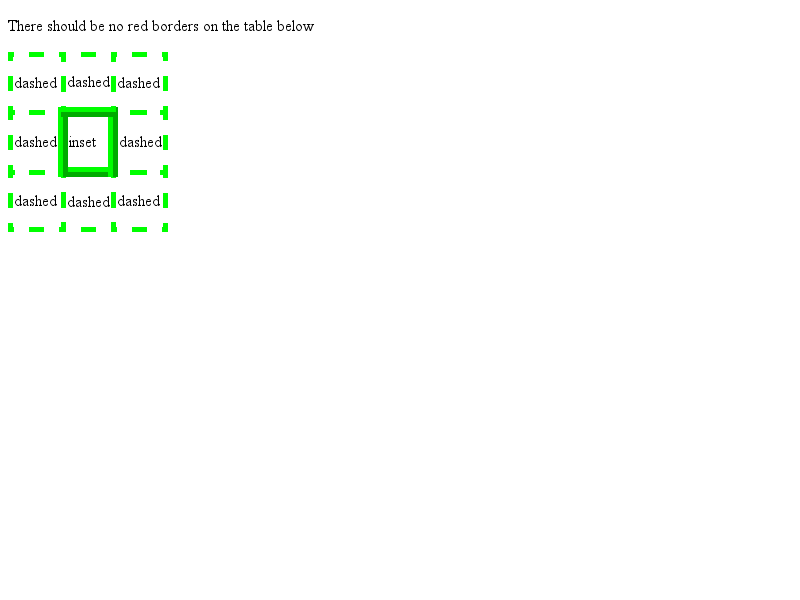 There should be no red borders on the table below
dashed dashed dashed
dashed inset dashed
dashed dashed dashed